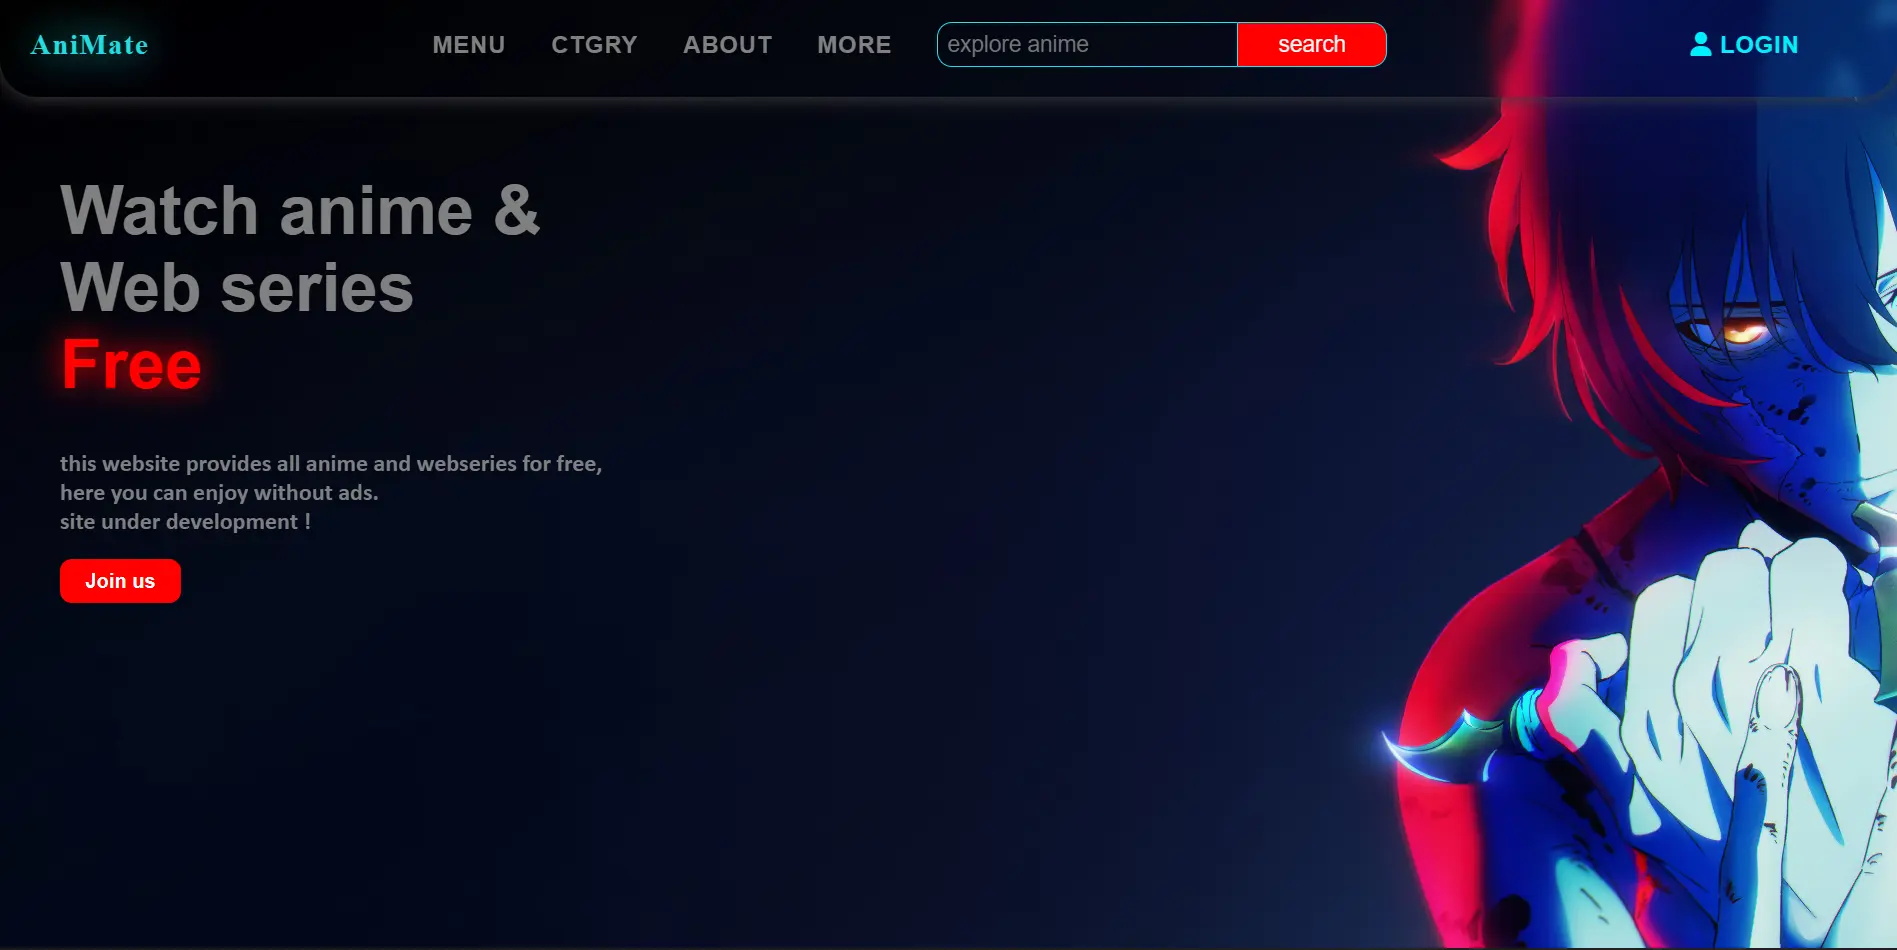 AniMate
MENU CTGRY ABOUT MORE explore anime search LOGIN
Watch anime &
Web series
Free
this website provides all anime and webseries for free,
here you can enjoy without ads.
site under development !
Join us